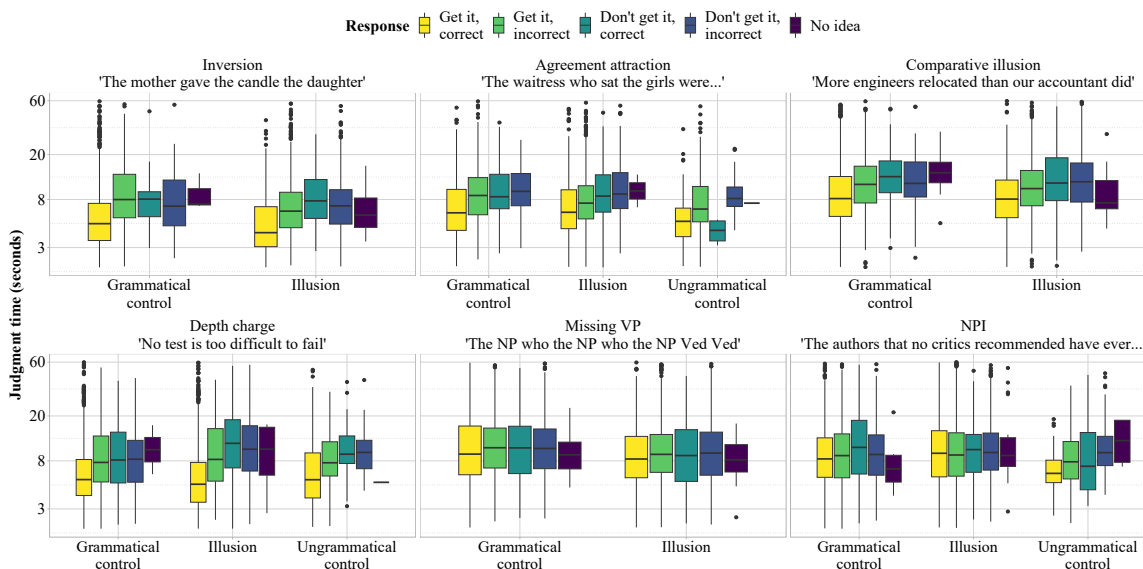 Response Get it, correct Get it, incorrect Don't get it, correct Don't get it, incorrect No idea
Judgment time (seconds)
Inversion
'The mother gave the candle the daughter'
Agreement attraction
'The waitress who sat the girls were...'
Comparative illusion
'More engineers relocated than our accountant did'
60
20
8
3
Grammatical control
Illusion
Grammatical control
Illusion
Ungrammatical control
Grammatical control
Illusion
Depth charge
'No test is too difficult to fail'
Missing VP
'The NP who the NP who the NP Ved Ved'
NPI
'The authors that no critics recommended have ever...
60
20
8
3
Grammatical control
Illusion
Ungrammatical control
Grammatical control
Illusion
Grammatical control
Illusion
Ungrammatical control